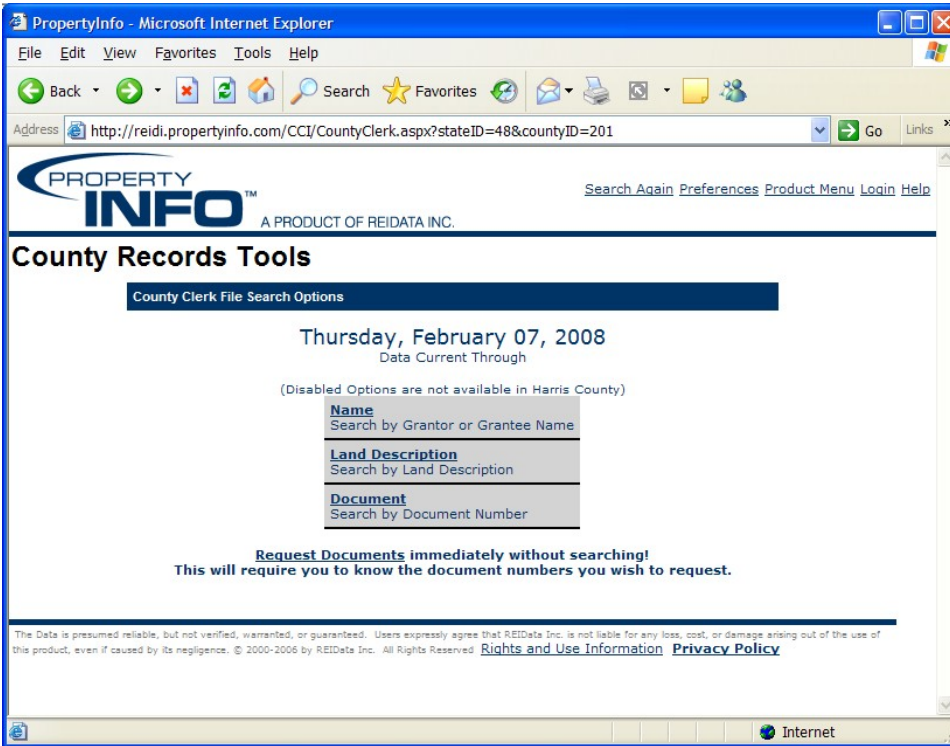 PropertyInfo - Microsoft Internet Explorer
File Edit View Favorites Tools Help
Back Search Favorites
Address http://reidi.propertyinfo.com/CCI/CountyClerk.aspx?stateID=48&countyID=201 Go Links »
PROPERTY
INFO™ A PRODUCT OF REIDATA INC.
Search Again Preferences Product Menu Login Help
County Records Tools
County Clerk File Search Options
Thursday, February 07, 2008
Data Current Through
(Disabled Options are not available in Harris County)
Name
Search by Grantor or Grantee Name
Land Description
Search by Land Description
Document
Search by Document Number
Request Documents immediately without searching!
This will require you to know the document numbers you wish to request.
The Data is presumed reliable, but not verified, warranted, or guaranteed. Users expressly agree that REIData Inc. is not liable for any loss, cost, or damage arising out of the use of
this product, even if caused by its negligence. © 2000-2006 by REIData Inc. All Rights Reserved Rights and Use Information Privacy Policy
Internet